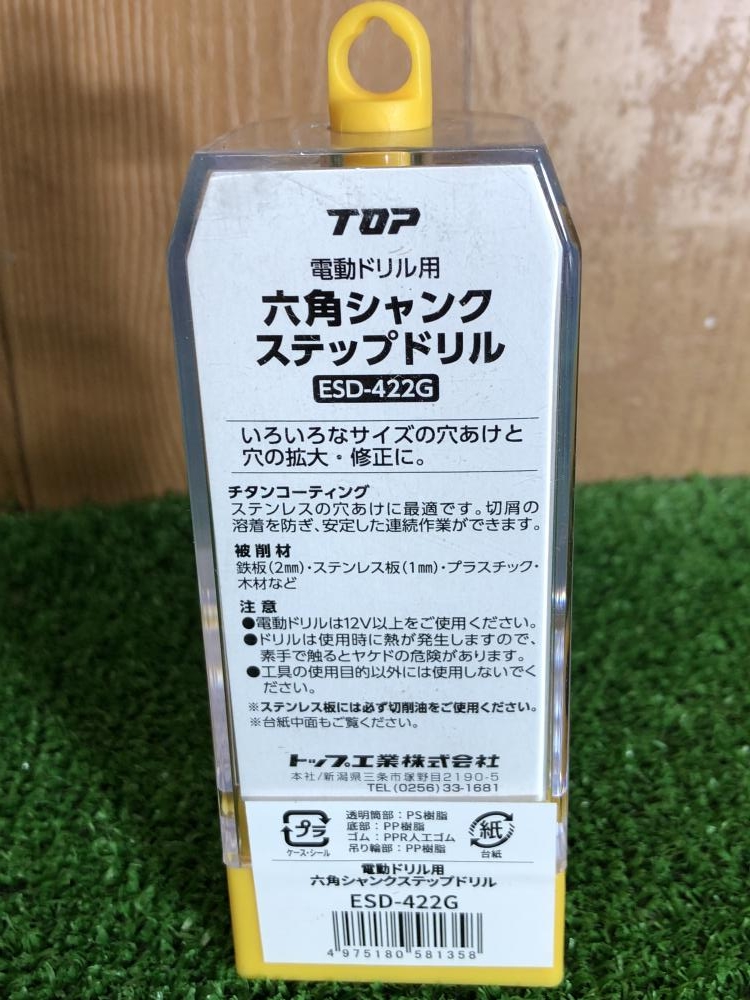 TOP
電動ドリル用
六角シャンク
ステップドリル
ESD-422G
いろいろなサイズの穴あけと
穴の拡大・修正に。
チタンコーティング
ステンレスの穴あけに最適です。切屑の
溶着を防ぎ、安定した連続作業ができます。
被削材
鉄板(2㎜)・ステンレス板(1㎜)・プラスチック・
木材など
注意
●電動ドリルは12V以上をご使用ください。
●ドリルは使用時に熱が発生しますので、
素手で触るとヤケドの危険があります。
●工具の使用目的以外には使用しないでく
ださい。
※ステンレス板には必ず切削油をご使用ください。
※台紙中面もご覧ください。
トップ工業株式会社
本社/新潟県三条市塚野目2190-5
TEL(0256)33-1681
プラ
ケース・シール
透明筒部:PS樹脂
底部:PP樹脂
ゴム:PPR人工ゴム
吊り輪部:PP樹脂
紙
台紙
電動ドリル用
六角シャンクステップドリル
ESD-422G
4 975180 581358